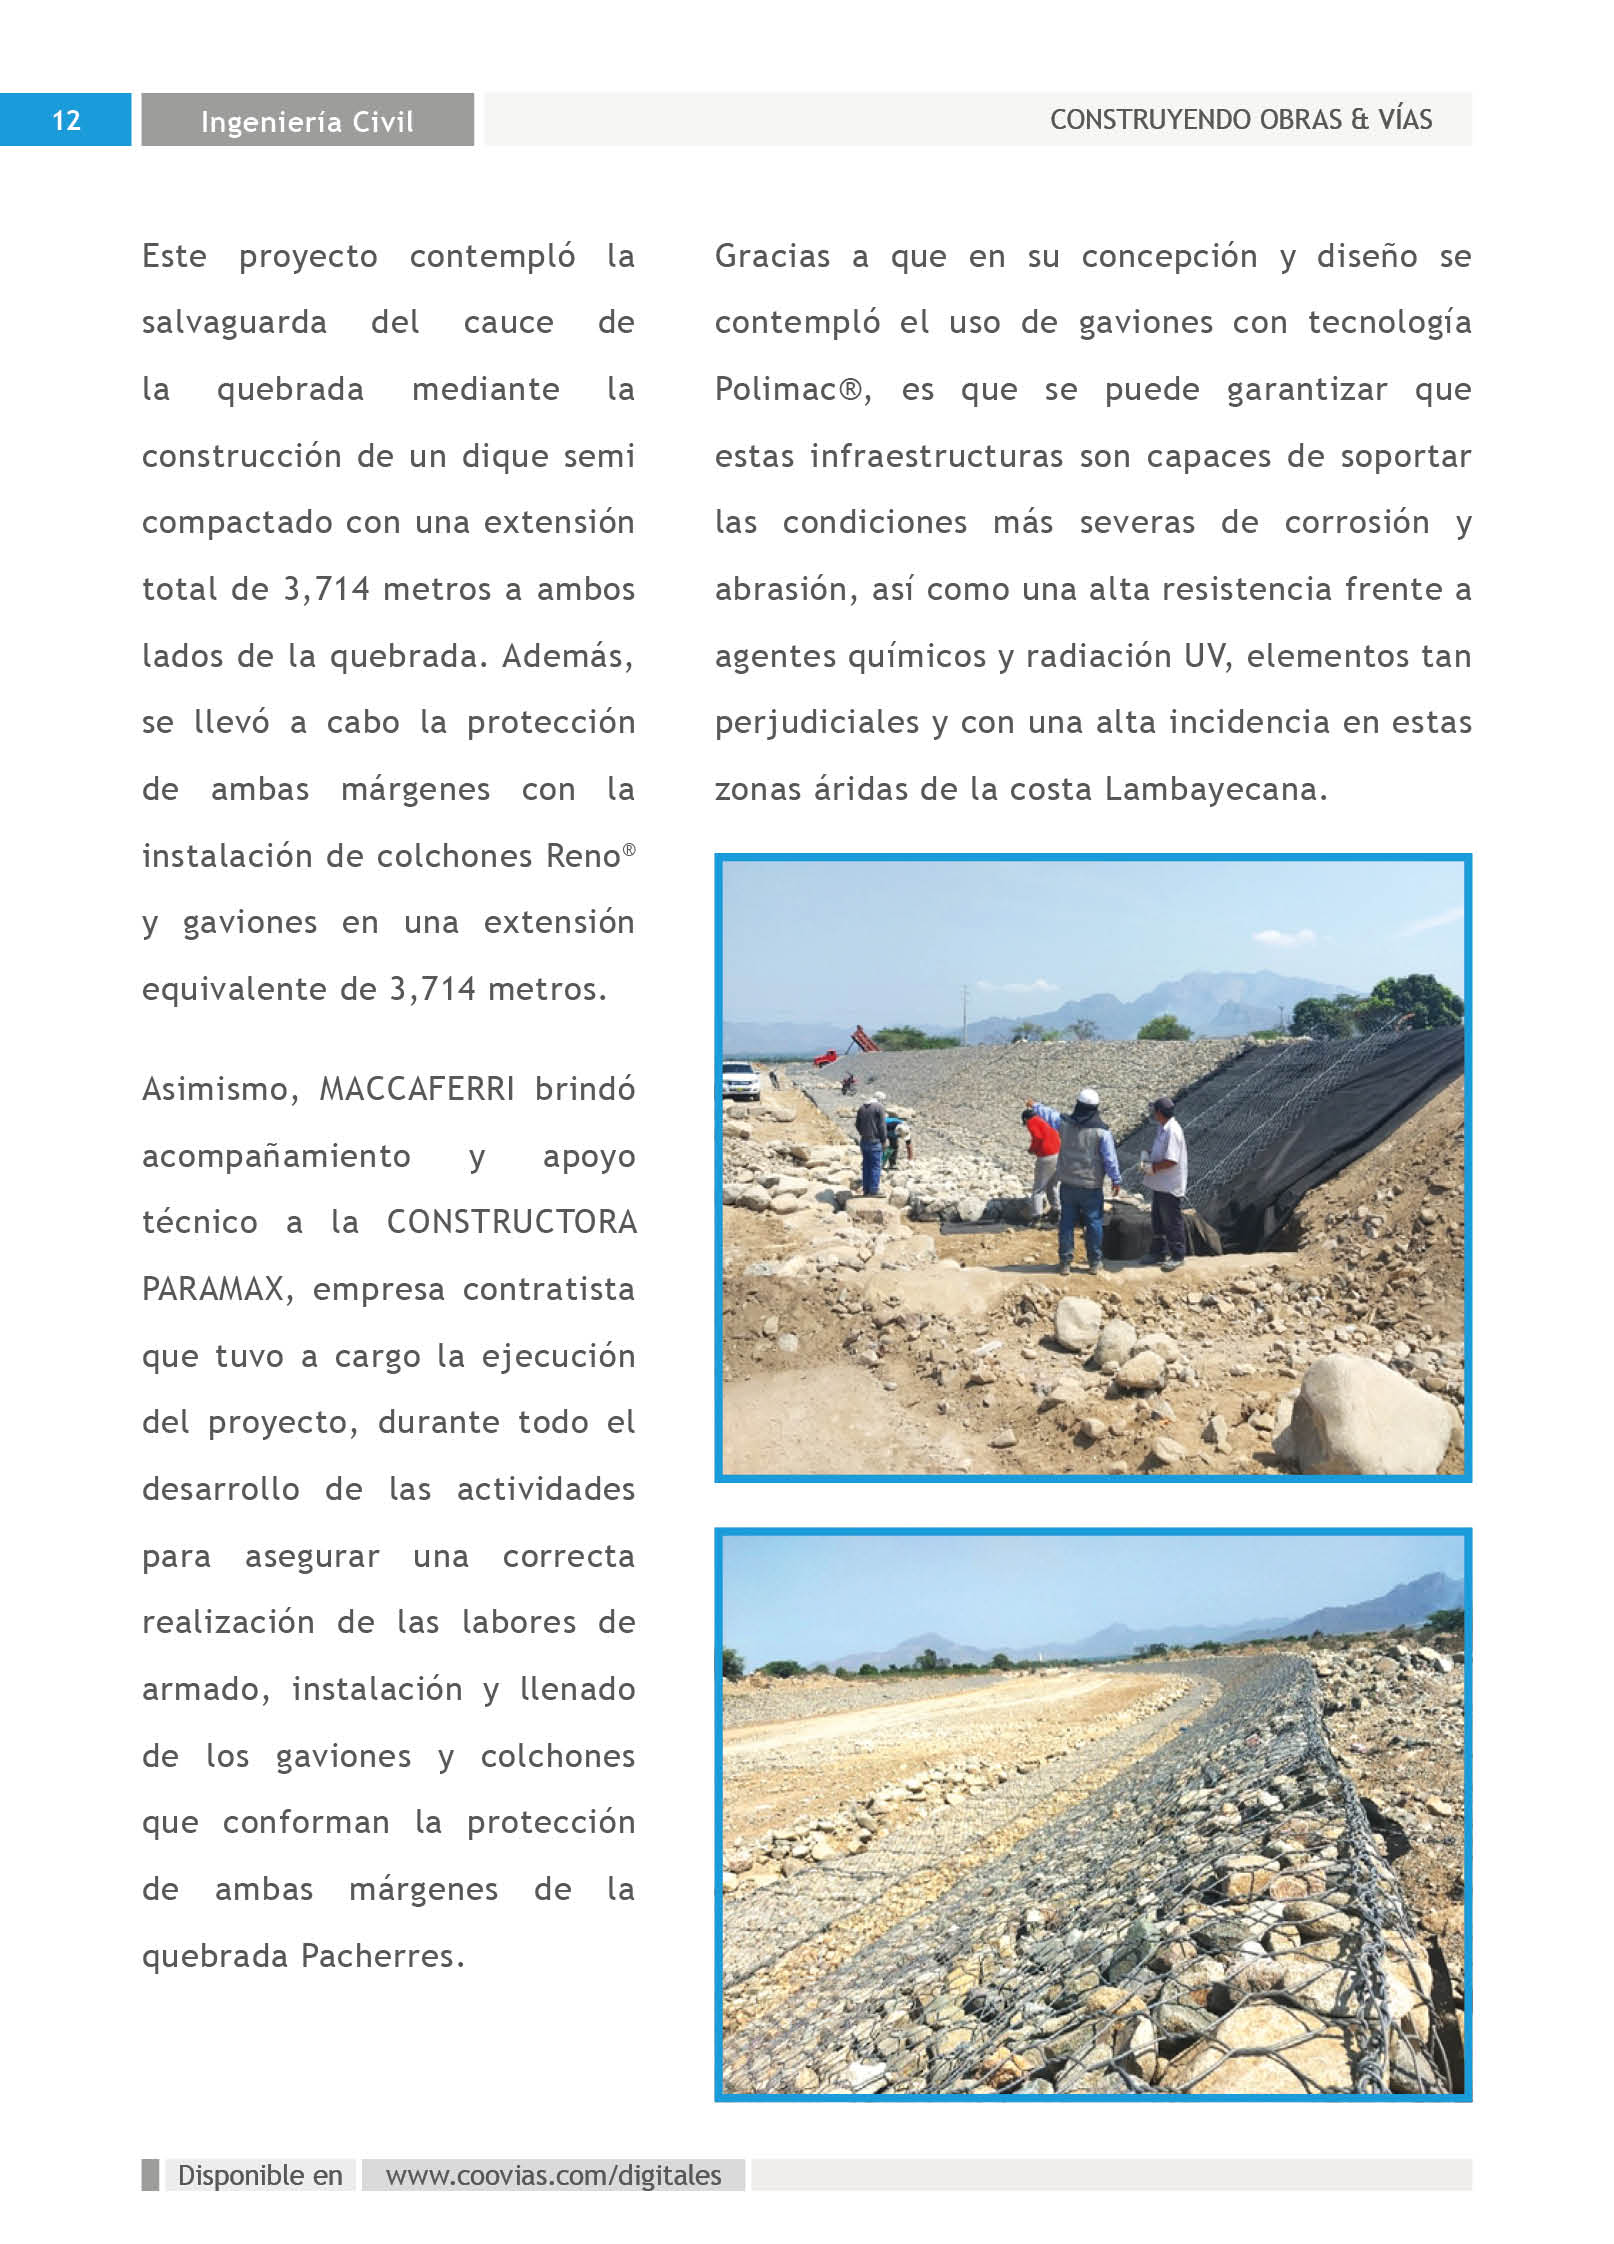 12
Ingeniería Civil
CONSTRUYENDO OBRAS & VÍAS
Este proyecto contempló la
salvaguarda del cauce de
la quebrada mediante la
construcción de un dique semi
compactado con una extensión
total de 3,714 metros a ambos
lados de la quebrada. Además,
se llevó a cabo la protección
de ambas márgenes con la
instalación de colchones Reno®
y gaviones en una extensión
equivalente de 3,714 metros.
Asimismo, MACCAFERRI brindó
acompañamiento y apoyo
técnico a la CONSTRUCTORA
PARAMAX, empresa contratista
que tuvo a cargo la ejecución
del proyecto, durante todo el
desarrollo de las actividades
para asegurar una correcta
realización de las labores de
armado, instalación y llenado
de los gaviones y colchones
que conforman la protección
de ambas márgenes de la
quebrada Pacherres.
Gracias a que en su concepción y diseño se
contempló el uso de gaviones con tecnología
Polimac®, es que se puede garantizar que
estas infraestructuras son capaces de soportar
las condiciones más severas de corrosión y
abrasión, así como una alta resistencia frente a
agentes químicos y radiación UV, elementos tan
perjudiciales y con una alta incidencia en estas
zonas áridas de la costa Lambayecana.
Disponible en
www.coovias.com/digitales